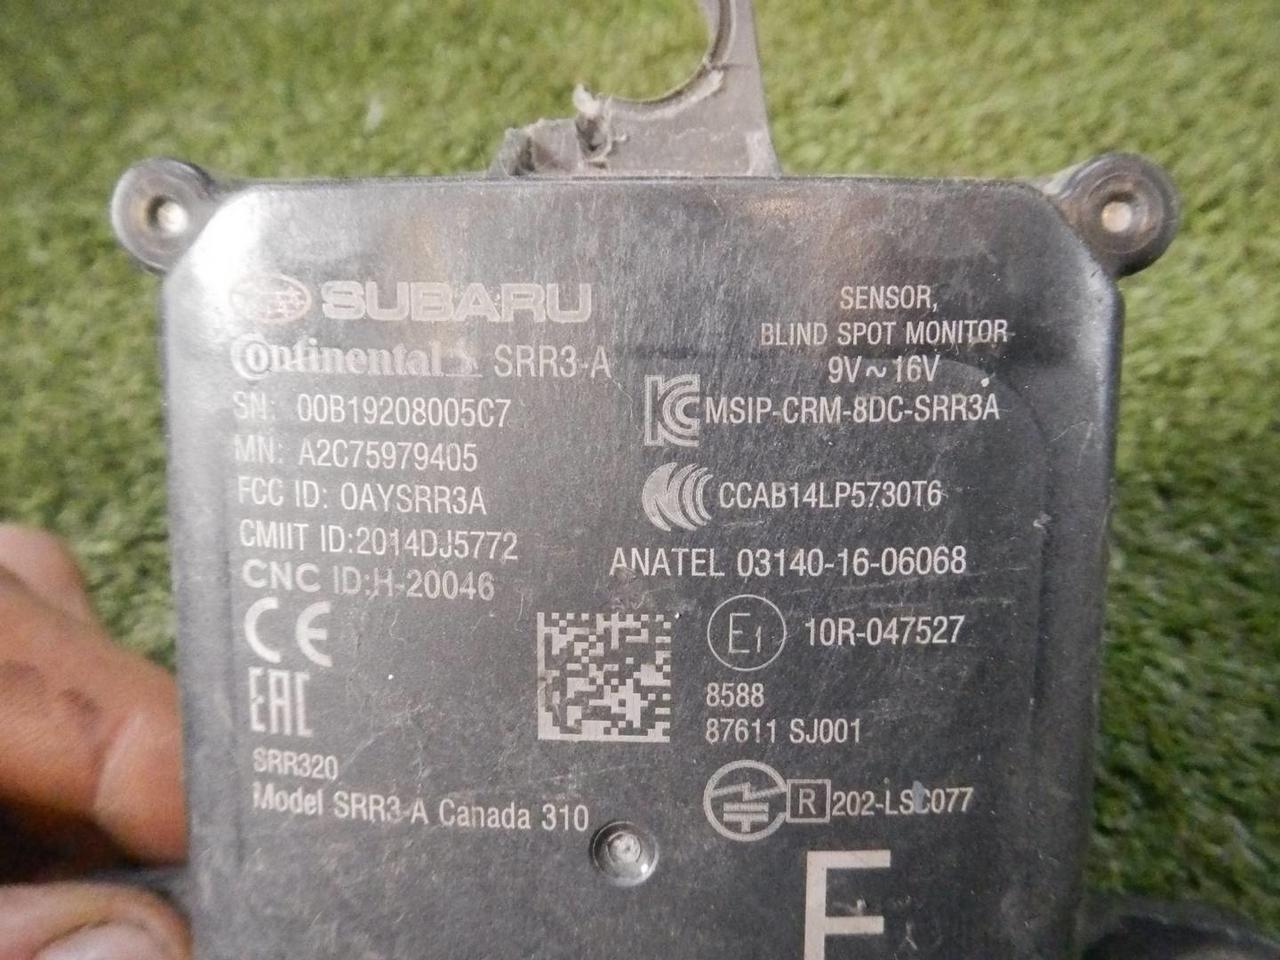 SUBARU
SENSOR,
BLIND SPOT MONITOR
Continental SRR3-A
9V~16V
SN: 00B19208005C7
MSIP-CRM-8DC-SRR3A
MN: A2C75979405
FCC ID: OAYSRR3A
CCAB14LP5730T6
CMIIT ID:2014DJ5772
ANATEL 03140-16-06068
CNC ID:H-20046
CE
E1 10R-047527
EAC
8588
87611 SJ001
SRR320
Model SRR3-A Canada 310
R 202-LSC077
F